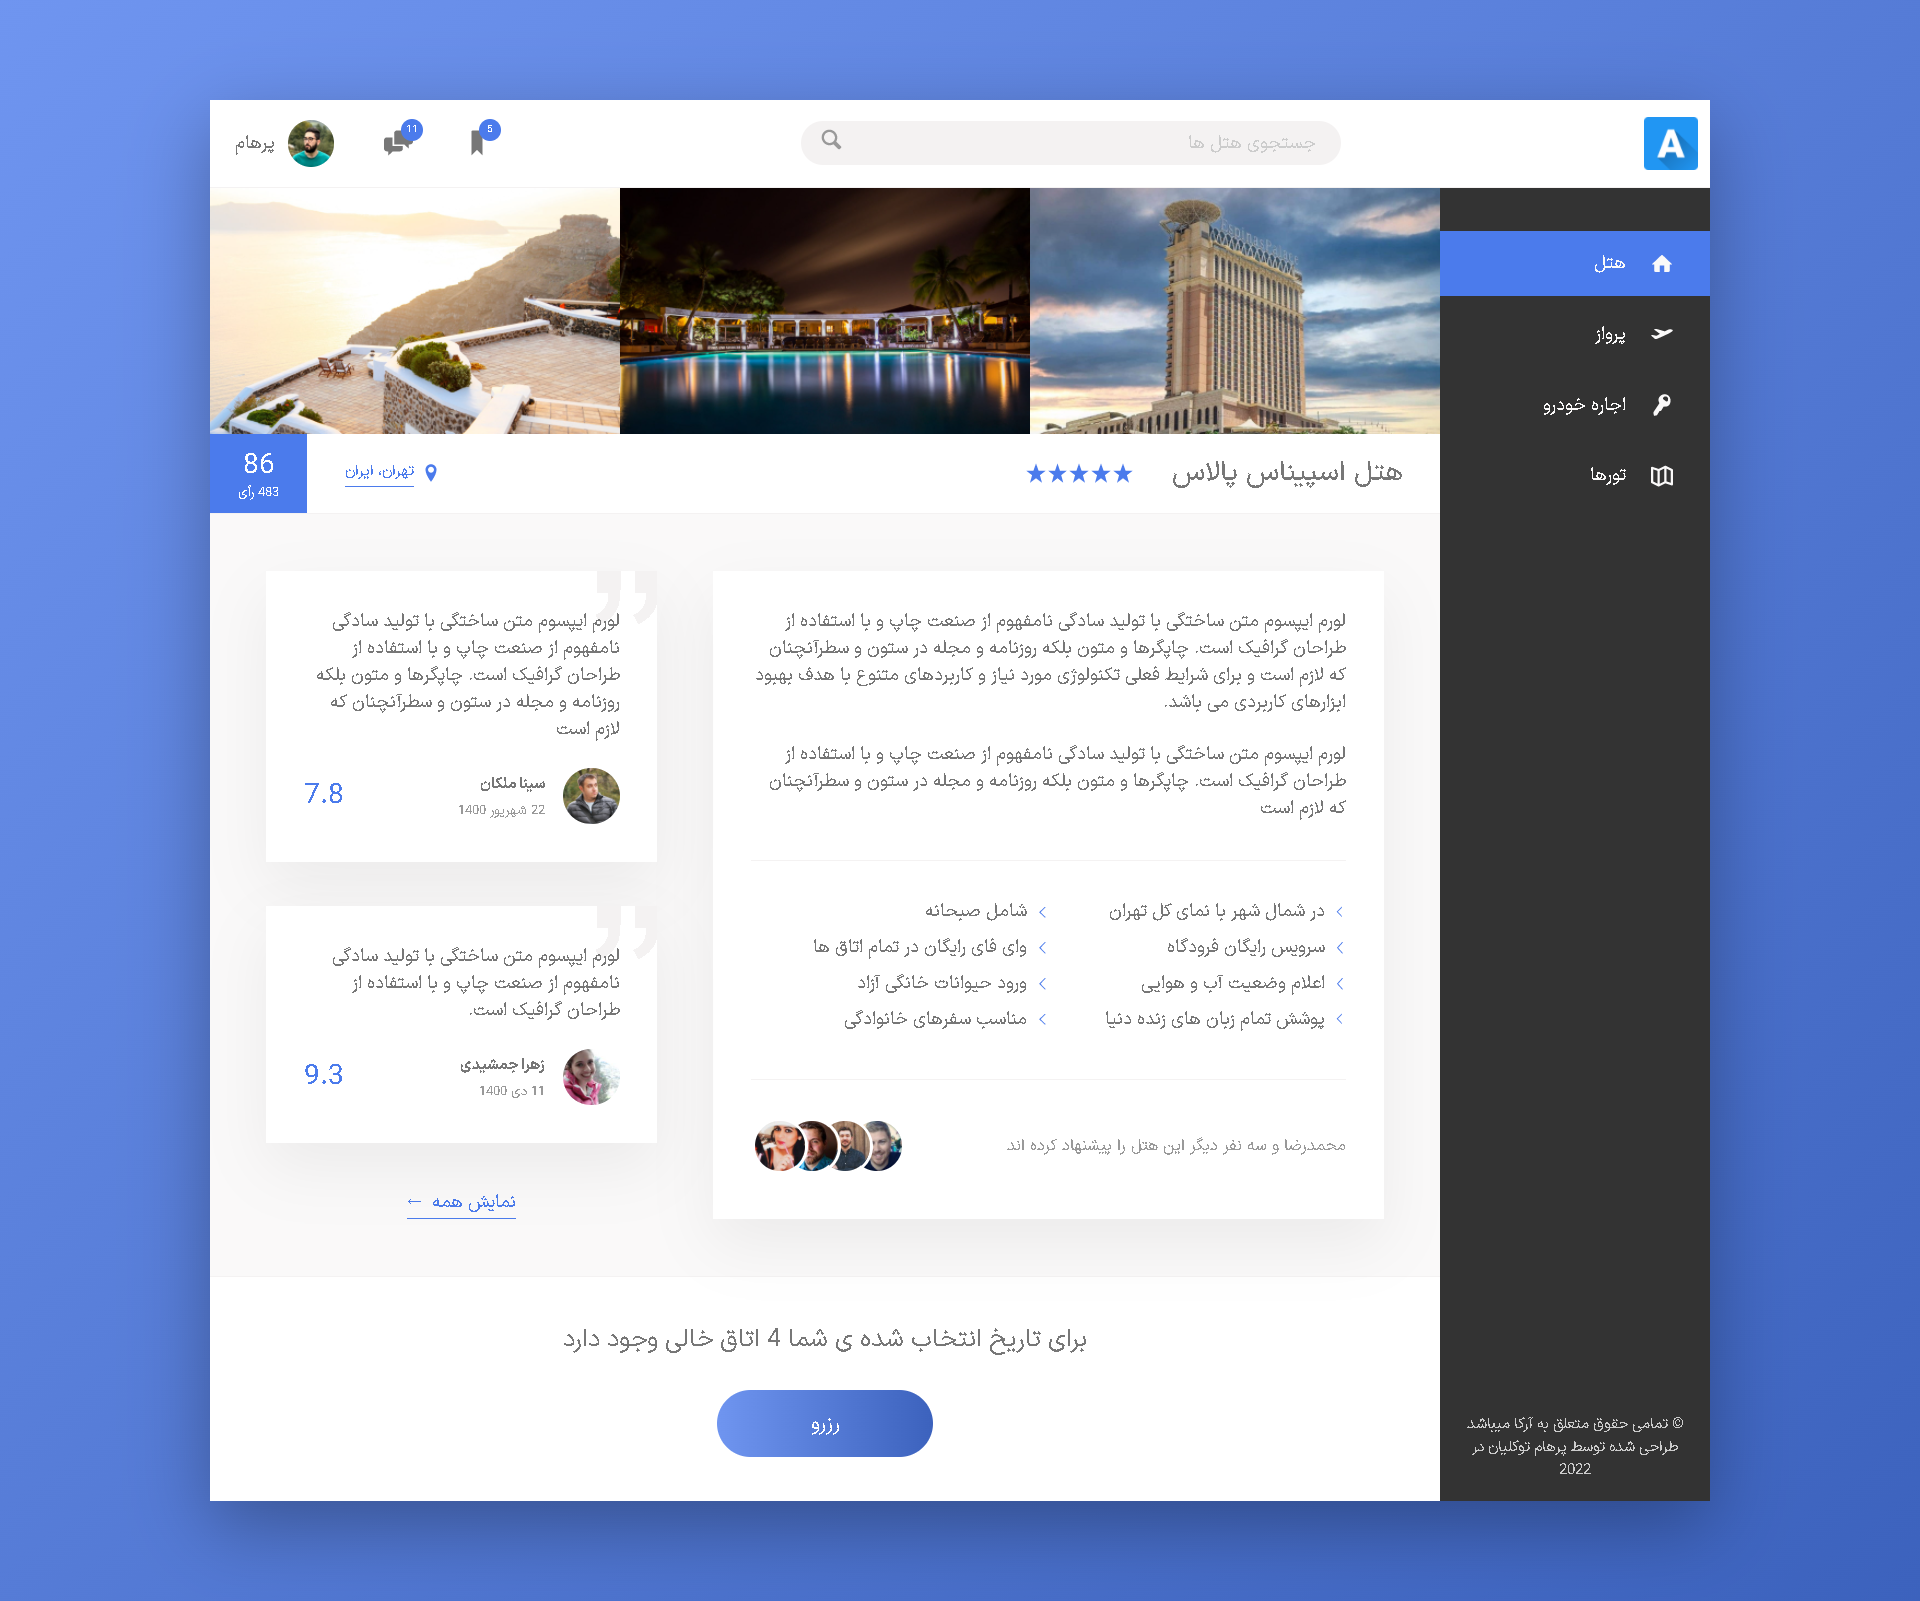 A
جستجوی هتل ها
5
11
پرهام
هتل
پرواز
اجاره خودرو
تورها
هتل اسپیناس پالاس
تهران، ایران
86
483 رأی
لورم ایپسوم متن ساختگی با تولید سادگی نامفهوم از صنعت چاپ و با استفاده از
طراحان گرافیک است. چاپگرها و متون بلکه روزنامه و مجله در ستون و سطرآنچنان
که لازم است و برای شرایط فعلی تکنولوژی مورد نیاز و کاربردهای متنوع با هدف بهبود
ابزارهای کاربردی می باشد.
لورم ایپسوم متن ساختگی با تولید سادگی نامفهوم از صنعت چاپ و با استفاده از
طراحان گرافیک است. چاپگرها و متون بلکه روزنامه و مجله در ستون و سطرآنچنان
که لازم است
در شمال شهر با نمای کل تهران
شامل صبحانه
سرویس رایگان فرودگاه
وای فای رایگان در تمام اتاق ها
اعلام وضعیت آب و هوایی
ورود حیوانات خانگی آزاد
پوشش تمام زبان های زنده دنیا
مناسب سفرهای خانوادگی
محمدرضا و سه نفر دیگر این هتل را پیشنهاد کرده اند
لورم ایپسوم متن ساختگی با تولید سادگی
نامفهوم از صنعت چاپ و با استفاده از
طراحان گرافیک است. چاپگرها و متون بلکه
روزنامه و مجله در ستون و سطرآنچنان که
لازم است
سینا ملکان
22 شهریور 1400
7.8
لورم ایپسوم متن ساختگی با تولید سادگی
نامفهوم از صنعت چاپ و با استفاده از
طراحان گرافیک است.
زهرا جمشیدی
11 دی 1400
9.3
نمایش همه ←
برای تاریخ انتخاب شده ی شما 4 اتاق خالی وجود دارد
رزرو
© تمامی حقوق متعلق به آرکا میباشد
طراحی شده توسط پرهام توکلیان در
2022